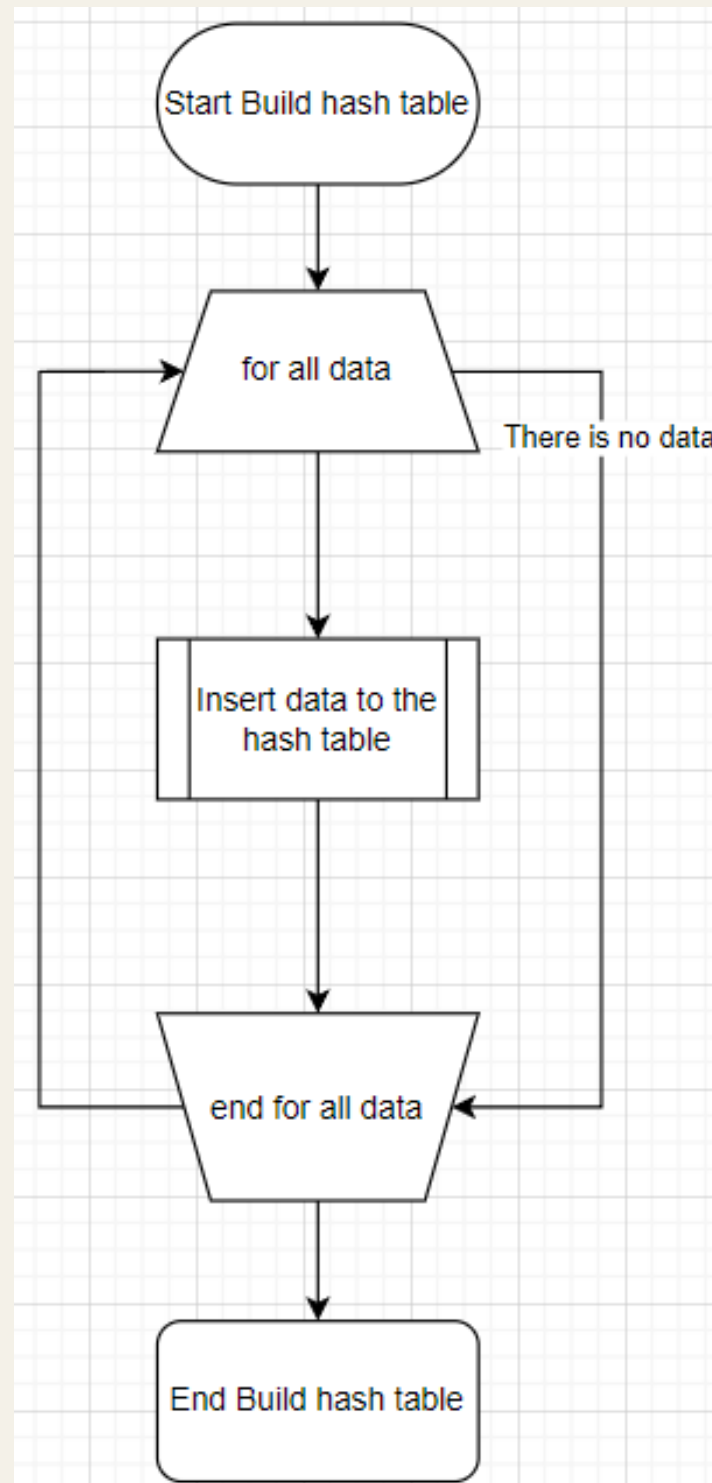 Start Build hash table
for all data
There is no data
Insert data to the
hash table
end for all data
End Build hash table